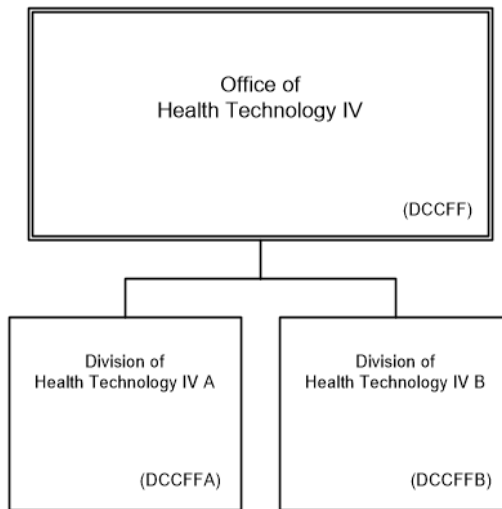 Office of
Health Technology IV
(DCCFF)
Division of
Health Technology IV A
(DCCFFA)
Division of
Health Technology IV B
(DCCFFB)